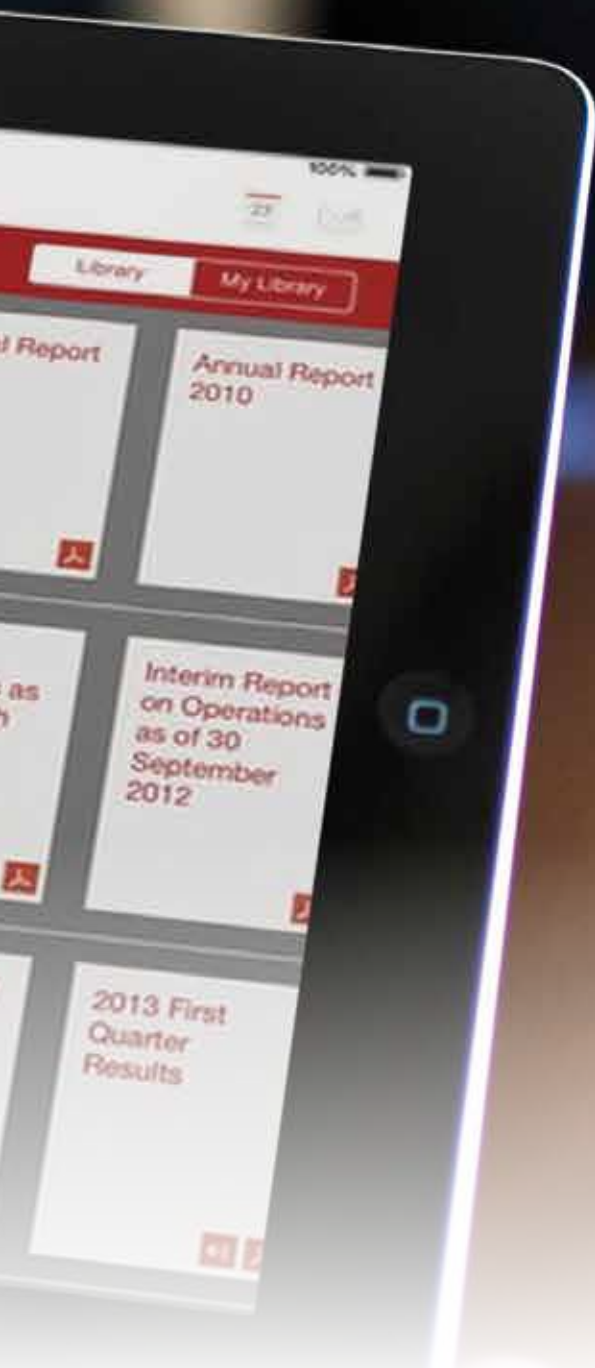 100%
27
Library My Library
l Report
Annual Report
2010
as
Interim Report
on Operations
as of 30
September
2012
2013 First
Quarter
Results